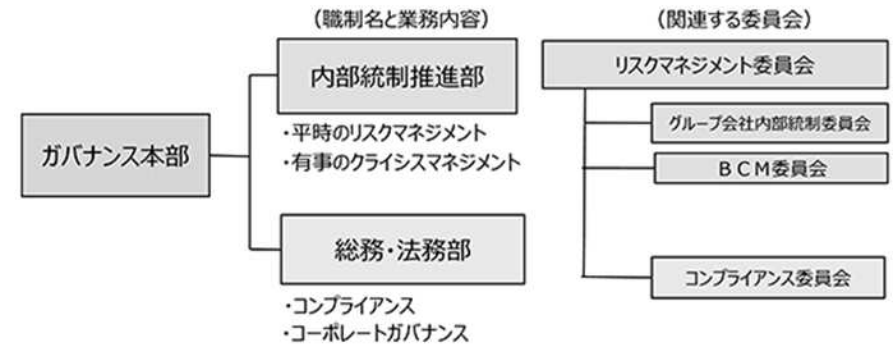 (職制名と業務内容)
(関連する委員会)
ガバナンス本部
内部統制推進部
・平時のリスクマネジメント
・有事のクライシスマネジメント
総務・法務部
・コンプライアンス
・コーポレートガバナンス
リスクマネジメント委員会
グループ会社内部統制委員会
BCM委員会
コンプライアンス委員会